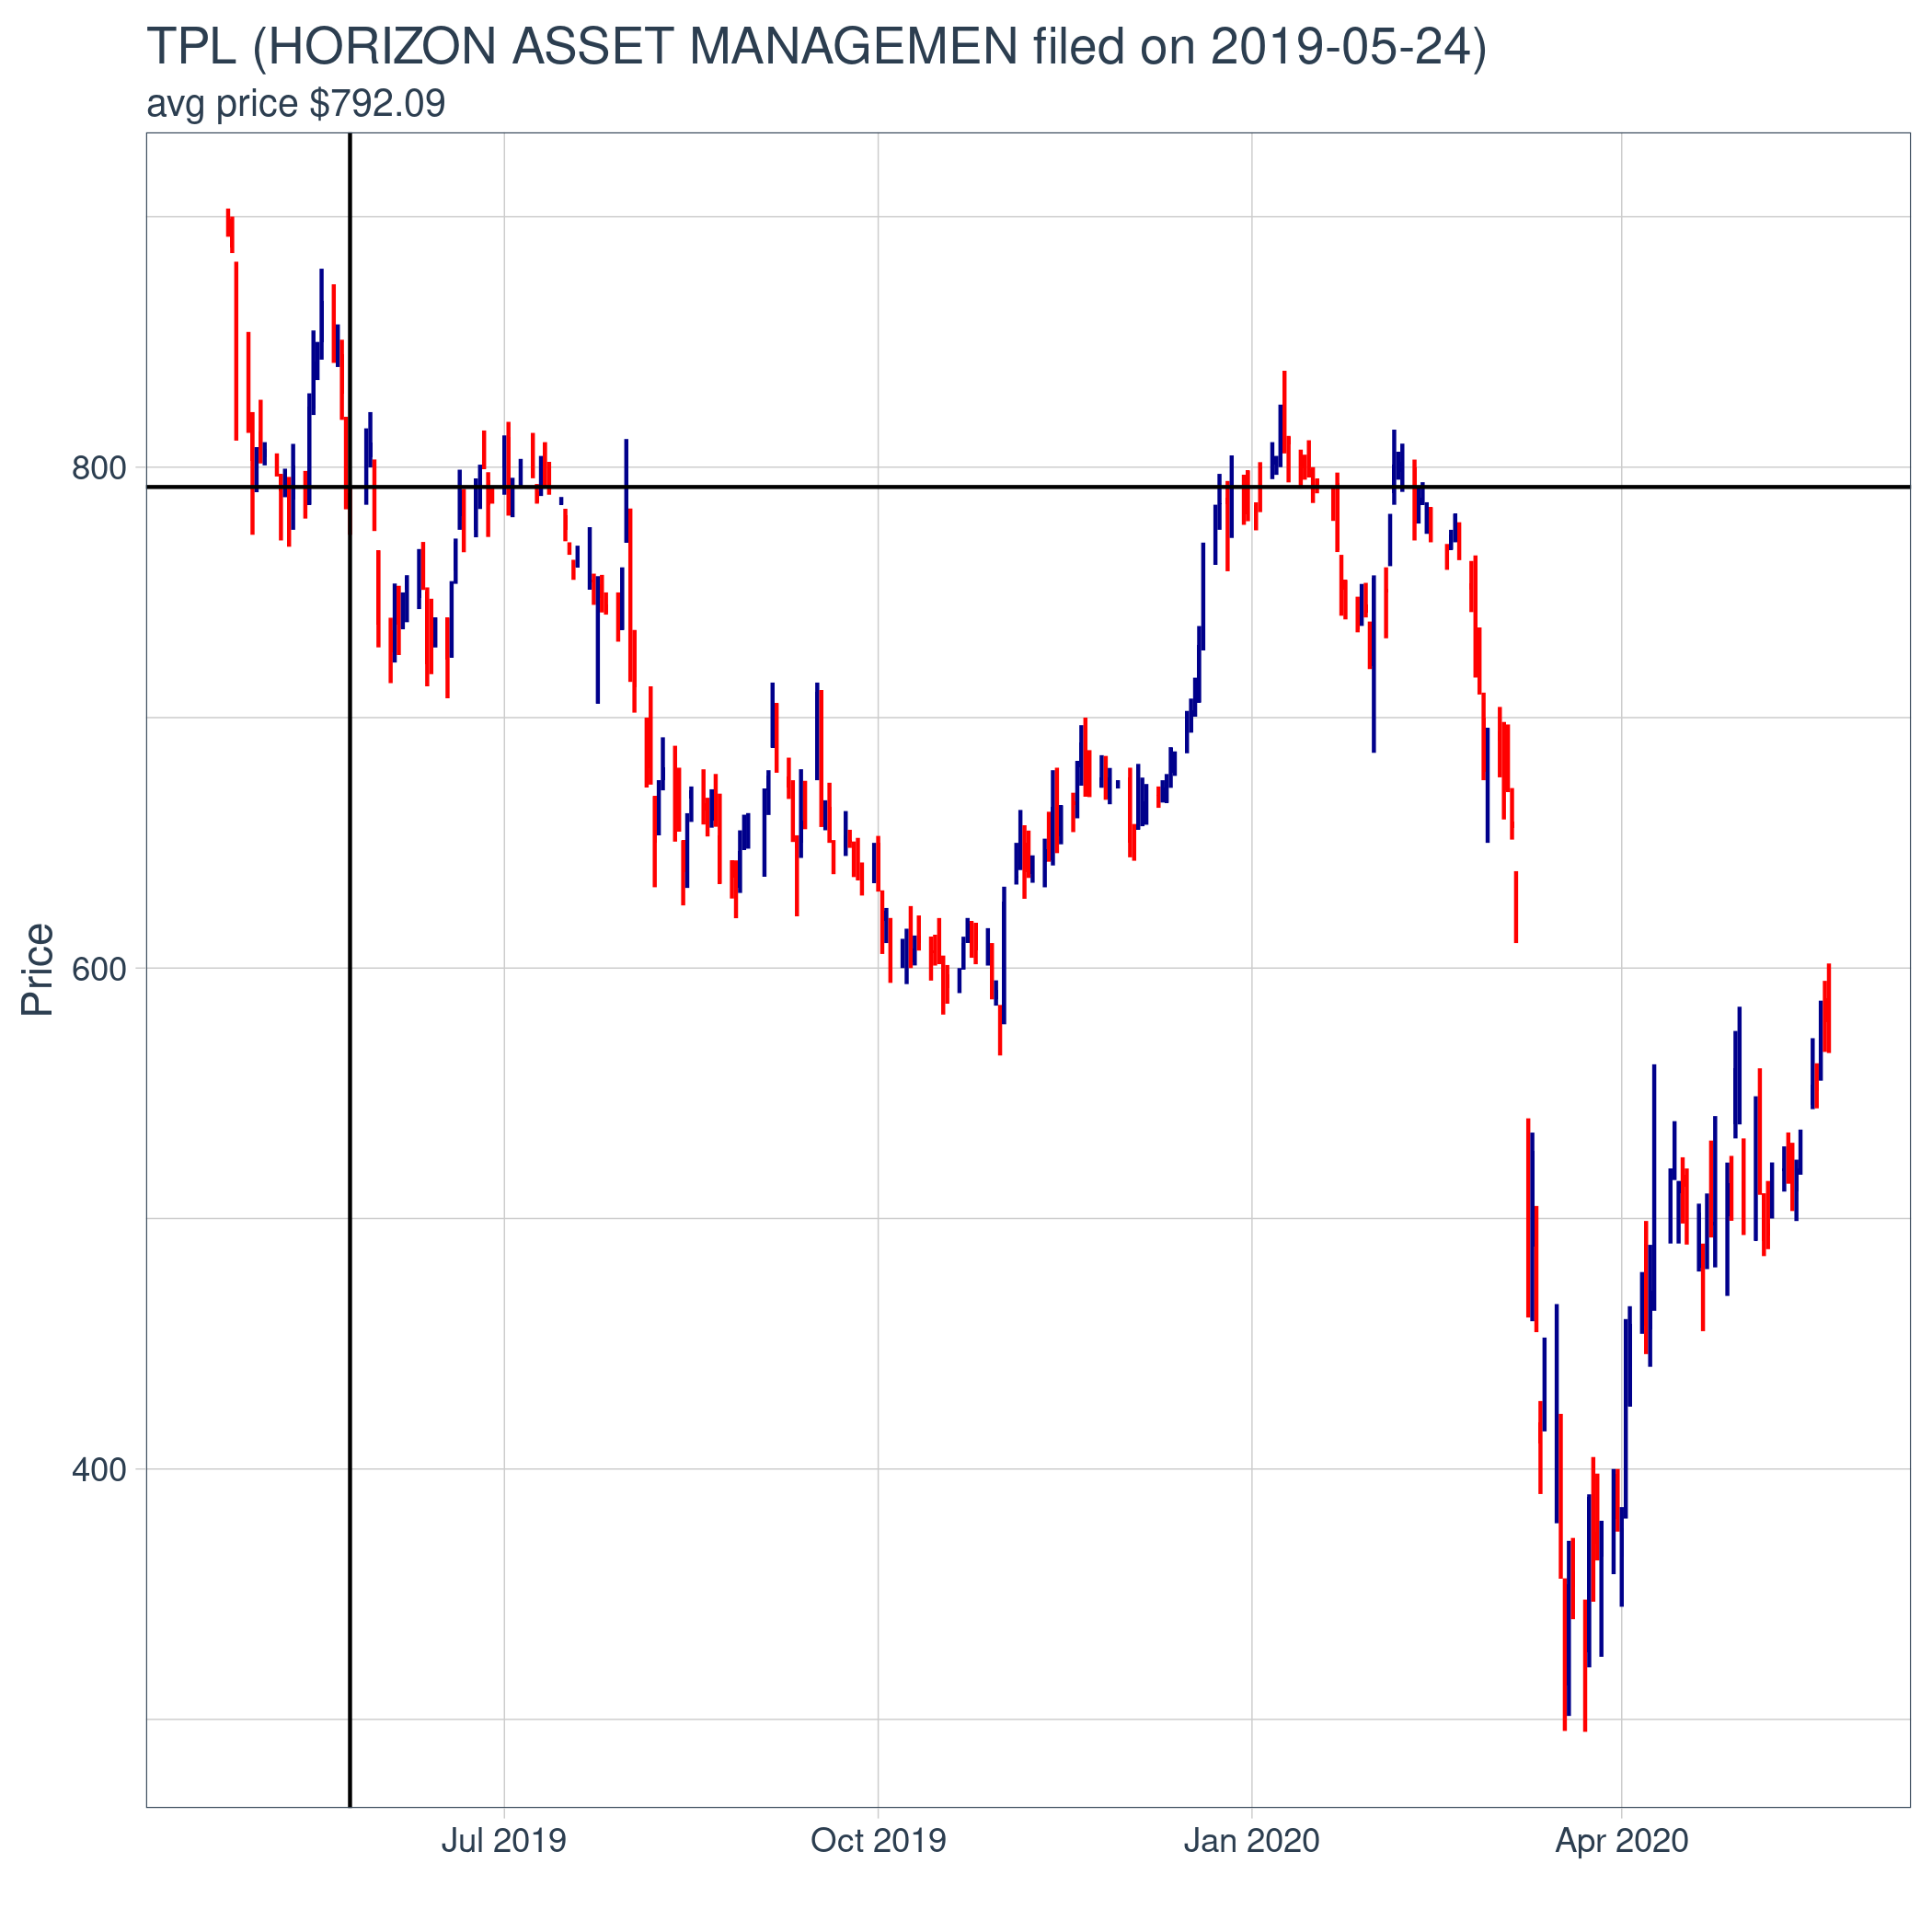 TPL (HORIZON ASSET MANAGEMEN filed on 2019-05-24)
avg price $792.09
Price
800
600
400
Jul 2019 Oct 2019 Jan 2020 Apr 2020